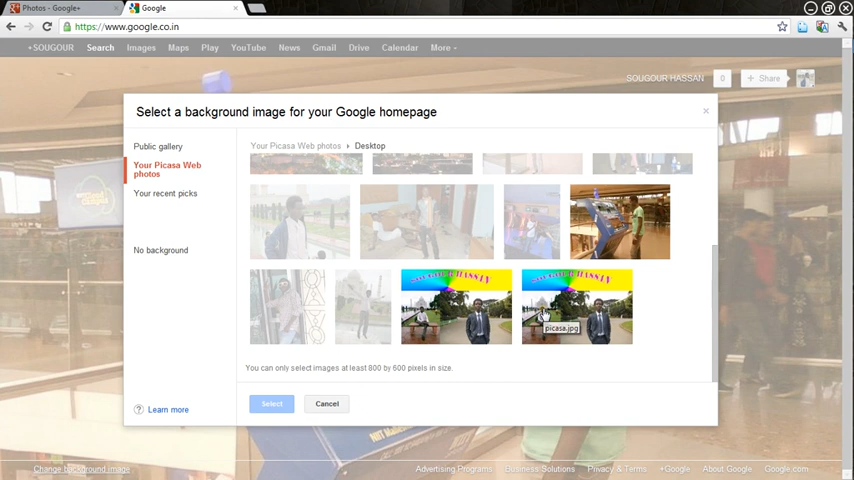 Photos - Google+
Google
https://www.google.co.in
+SOUGOUR Search Images Maps Play YouTube News Gmail Drive Calendar More
SOUGOUR HASSAN 0 + Share
Select a background image for your Google homepage
Public gallery
Your Picasa Web
photos
Your recent picks
No background
Your Picasa Web photos Desktop
picasa.jpg
You can only select images at least 800 by 600 pixels in size.
Select Cancel
? Learn more
Change background image
Advertising Programs Business Solutions Privacy & Terms +Google About Google Google.com